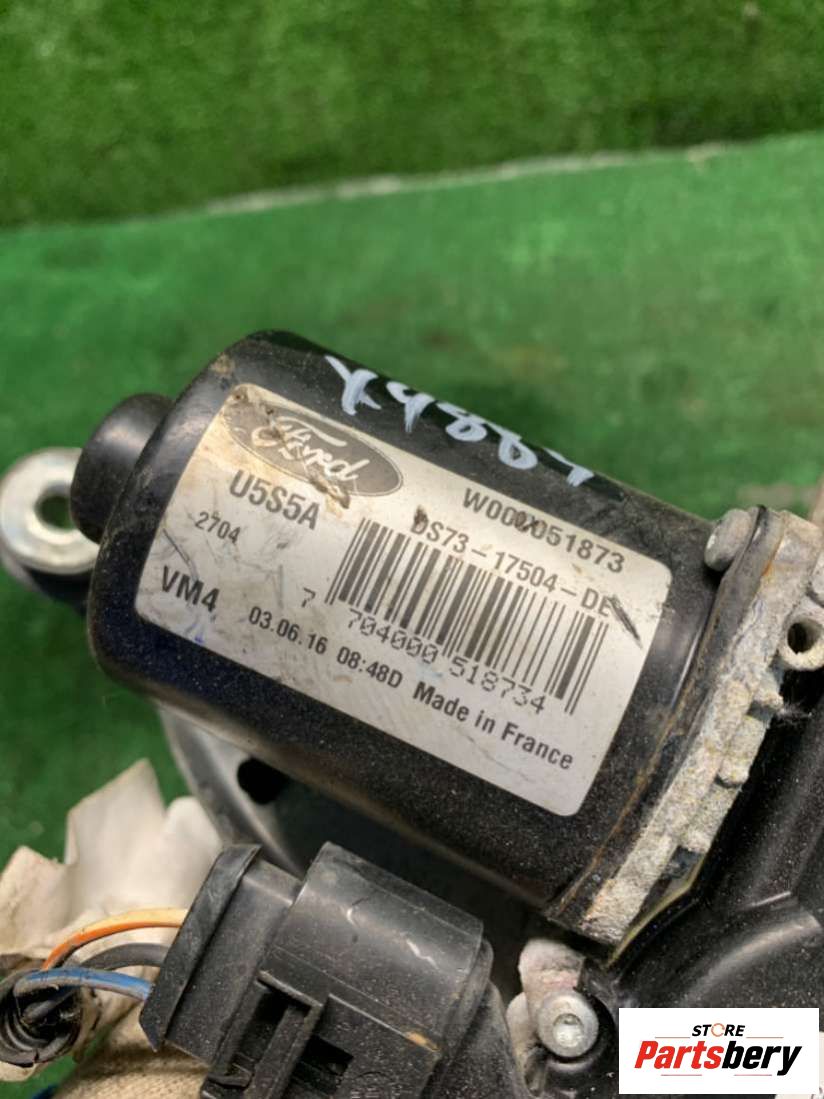 Ford
U5S5A
W000051873
2704
DS73-17504-DE
VM4
7 704000 518734
03.06.16 08:48D Made in France
STORE
Partsbery